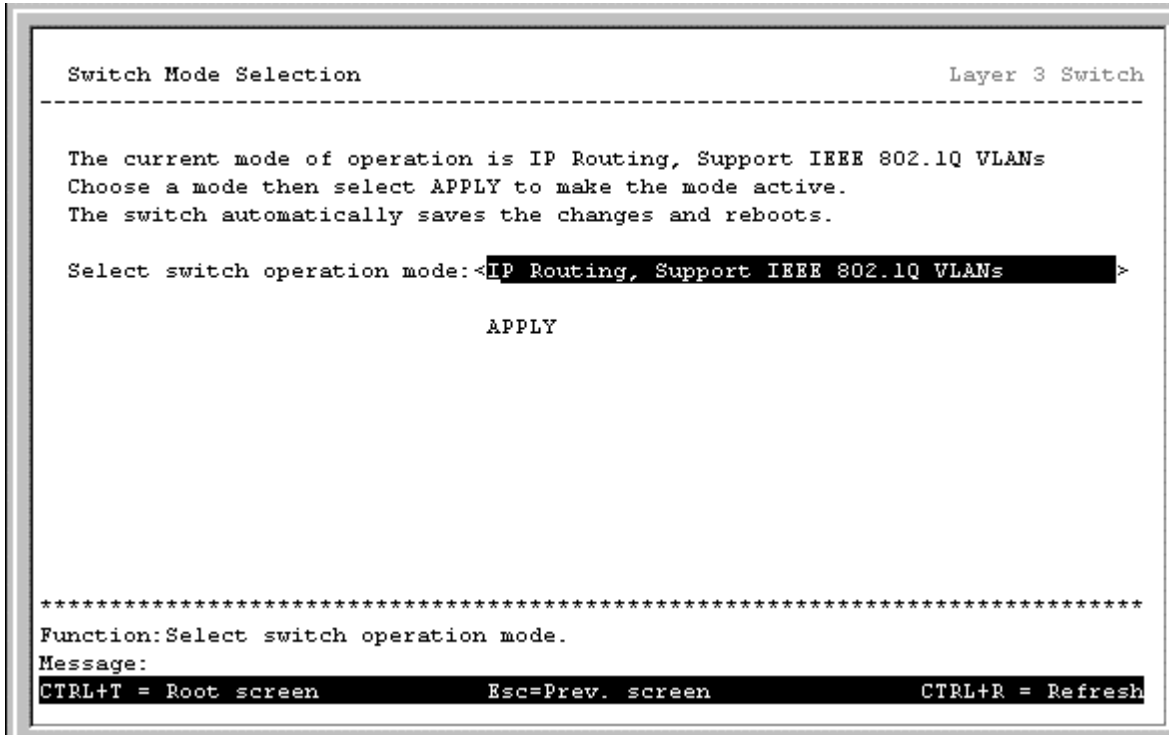 Switch Mode Selection Layer 3 Switch
--------------------------------------------------------------------------------
The current mode of operation is IP Routing, Support IEEE 802.1Q VLANs
Choose a mode then select APPLY to make the mode active.
The switch automatically saves the changes and reboots.
Select switch operation mode:<IP Routing, Support IEEE 802.1Q VLANs >
APPLY
********************************************************************************
Function:Select switch operation mode.
Message:
CTRL+T = Root screen Esc=Prev. screen CTRL+R = Refresh